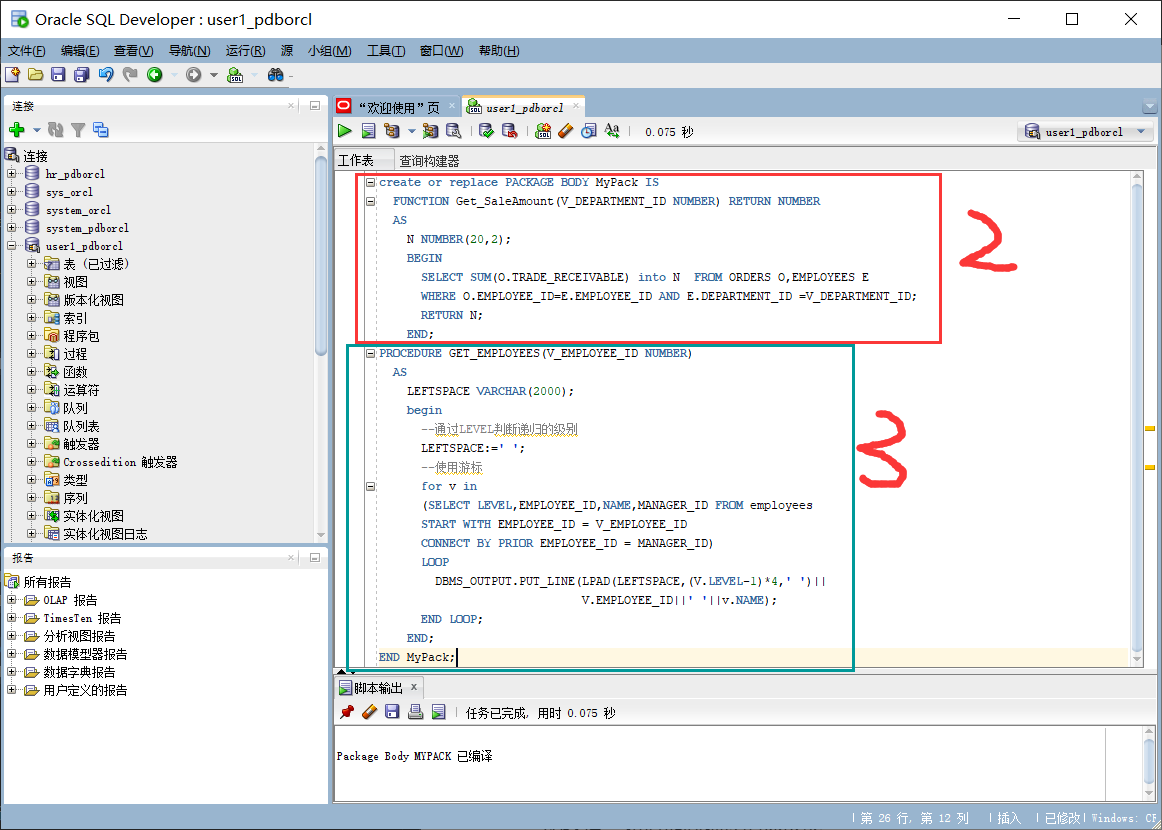 Oracle SQL Developer : user1_pdborcl
文件(F) 编辑(E) 查看(V) 导航(N) 运行(R) 源 小组(M) 工具(T) 窗口(W) 帮助(H)
连接
连接
hr_pdborcl
sys_orcl
system_orcl
system_pdborcl
user1_pdborcl
表 (已过滤)
视图
版本化视图
索引
程序包
过程
函数
运算符
队列
队列表
触发器
Crossedition 触发器
类型
序列
实体化视图
实体化视图日志
报告
所有报告
OLAP 报告
TimesTen 报告
分析视图报告
数据模型器报告
数据字典报告
用户定义的报告
“欢迎使用”页 user1_pdborcl
0.075 秒 user1_pdborcl
工作表 查询构建器
create or replace PACKAGE BODY MyPack IS
FUNCTION Get_SaleAmount(V_DEPARTMENT_ID NUMBER) RETURN NUMBER
AS
N NUMBER(20,2);
BEGIN
SELECT SUM(O.TRADE_RECEIVABLE) into N FROM ORDERS O,EMPLOYEES E
WHERE O.EMPLOYEE_ID=E.EMPLOYEE_ID AND E.DEPARTMENT_ID =V_DEPARTMENT_ID;
RETURN N;
END;
2
PROCEDURE GET_EMPLOYEES(V_EMPLOYEE_ID NUMBER)
AS
LEFTSPACE VARCHAR(2000);
begin
--通过LEVEL判断递归的级别
LEFTSPACE:=' ';
--使用游标
for v in
(SELECT LEVEL,EMPLOYEE_ID,NAME,MANAGER_ID FROM employees
START WITH EMPLOYEE_ID = V_EMPLOYEE_ID
CONNECT BY PRIOR EMPLOYEE_ID = MANAGER_ID)
LOOP
DBMS_OUTPUT.PUT_LINE(LPAD(LEFTSPACE,(V.LEVEL-1)*4,' ')||
V.EMPLOYEE_ID||' '||v.NAME);
END LOOP;
END;
END MyPack;
3
脚本输出
任务已完成, 用时 0.075 秒
Package Body MYPACK 已编译
第 26 行, 第 12 列 插入 已修改 Windows: CF